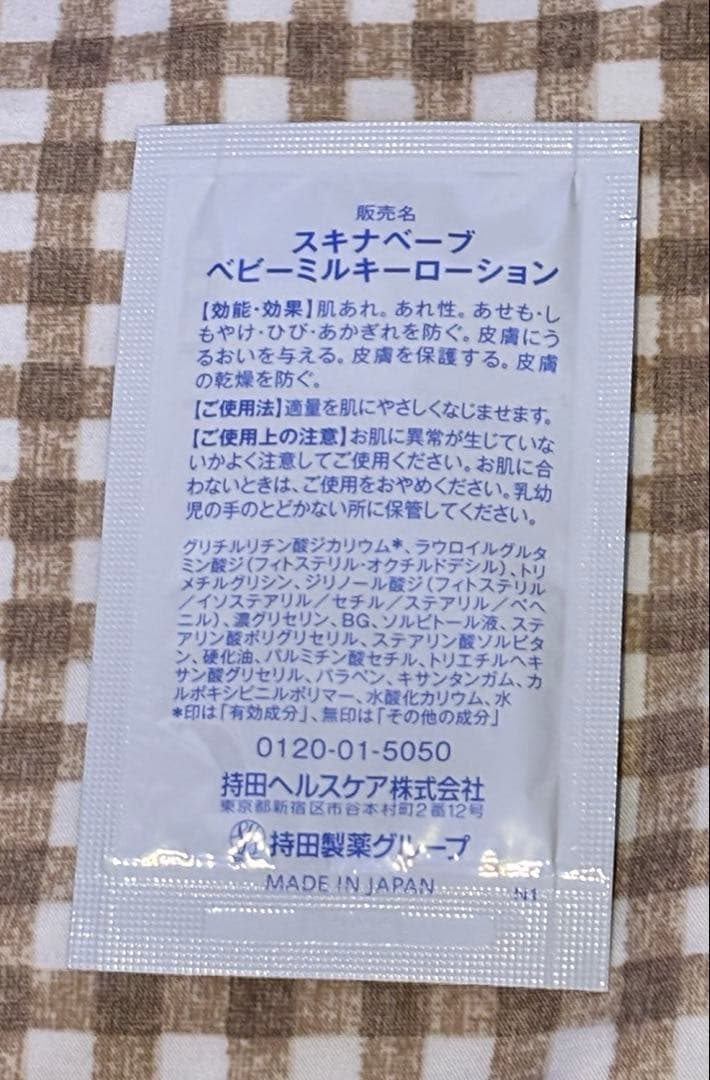 販売名
スキナベーブ
ベビーミルキーローション
【効能・効果】肌あれ。あれ性。あせも・し
もやけ・ひび・あかぎれを防ぐ。皮膚にう
るおいを与える。皮膚を保護する。皮膚
の乾燥を防ぐ。
【ご使用法】適量を肌にやさしくなじませます。
【ご使用上の注意】お肌に異常が生じていな
いかよく注意してご使用ください。お肌に合
わないときは、ご使用をおやめください。乳幼
児の手のとどかない所に保管してください。
グリチルリチン酸ジカリウム*、ラウロイルグルタ
ミン酸ジ(フィトステリル・オクチルドデシル)、トリ
メチルグリシン、ジリノール酸ジ(フィトステリル
/イソステアリル/セチル/ステアリル/ベヘ
ニル)、濃グリセリン、BG、ソルビトール液、ステ
アリン酸ポリグリセリル、ステアリン酸ソルビタ
ン、硬化油、パルミチン酸セチル、トリエチルヘキ
サン酸グリセリル、パラベン、キサンタンガム、カ
ルボキシビニルポリマー、水酸化カリウム、水
*印は「有効成分」、無印は「その他の成分」
0120-01-5050
持田ヘルスケア株式会社
東京都新宿区市谷本村町2番12号
持田製薬グループ
MADE IN JAPAN
N1